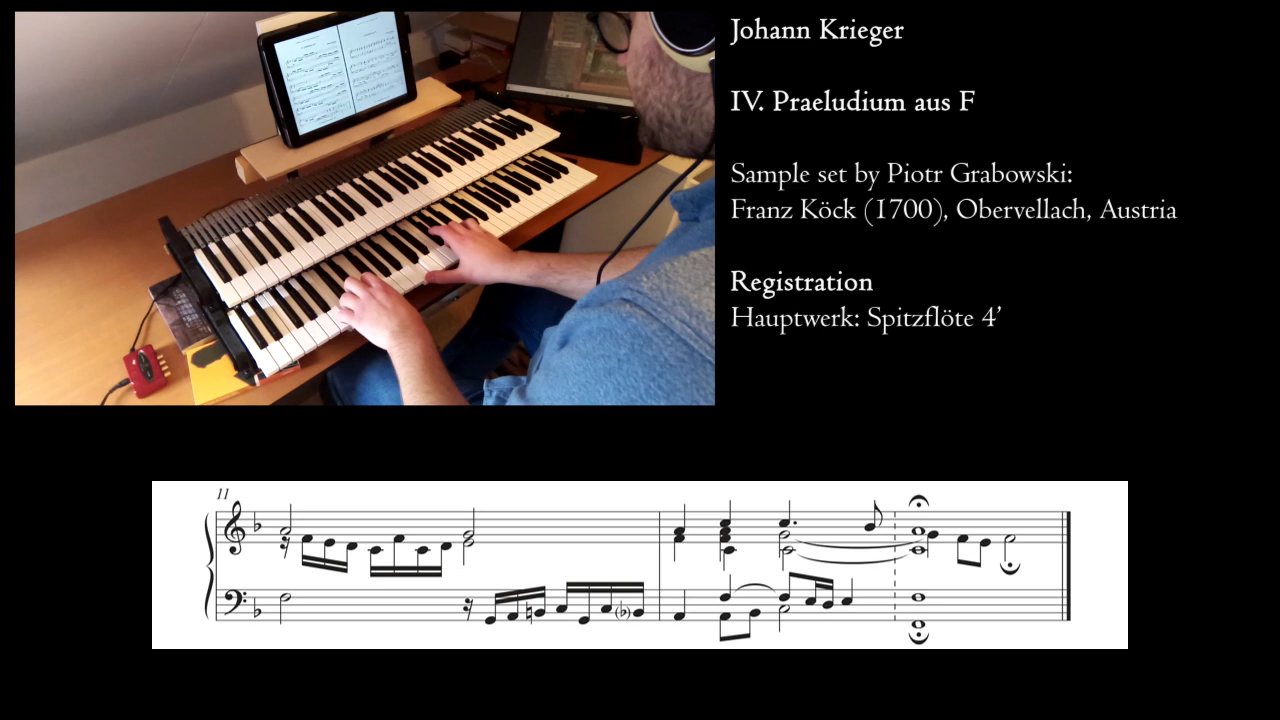 Johann Krieger
IV. Praeludium aus F
Sample set by Piotr Grabowski:
Franz Köck (1700), Obervellach, Austria
Registration
Hauptwerk: Spitzflöte 4’
11